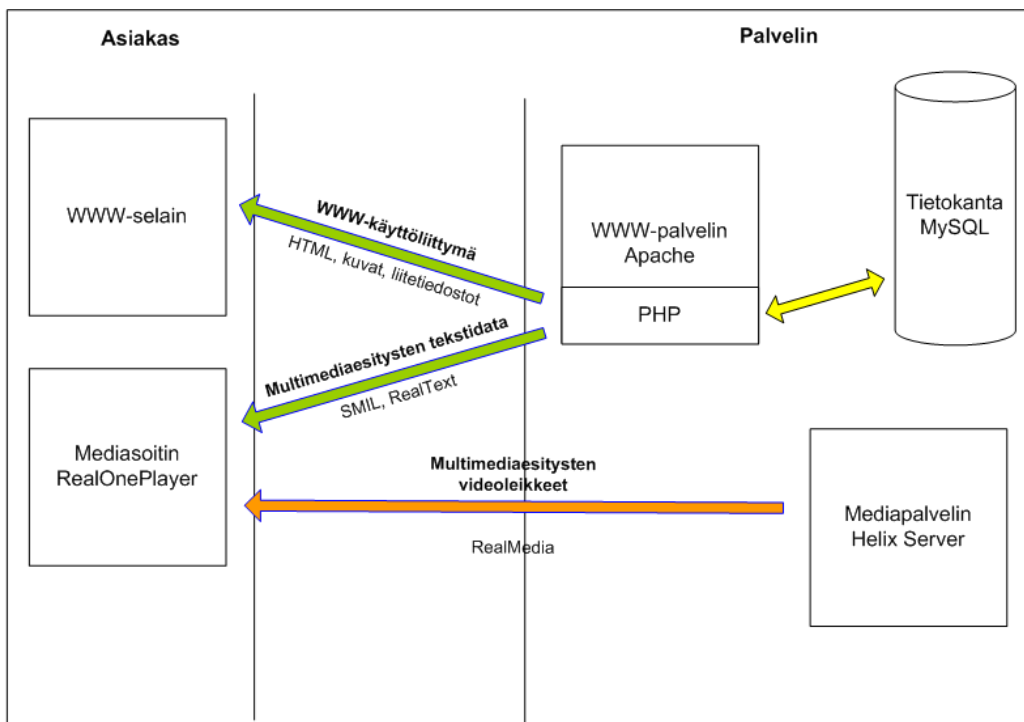 Asiakas
Palvelin
WWW-selain
WWW-käyttöliittymä
HTML, kuvat, liitetiedostot
WWW-palvelin
Apache
PHP
Tietokanta
MySQL
Multimediaesitysten tekstidata
SMIL, RealText
Mediasoitin
RealOnePlayer
Multimediaesitysten
videoleikkeet
RealMedia
Mediapalvelin
Helix Server